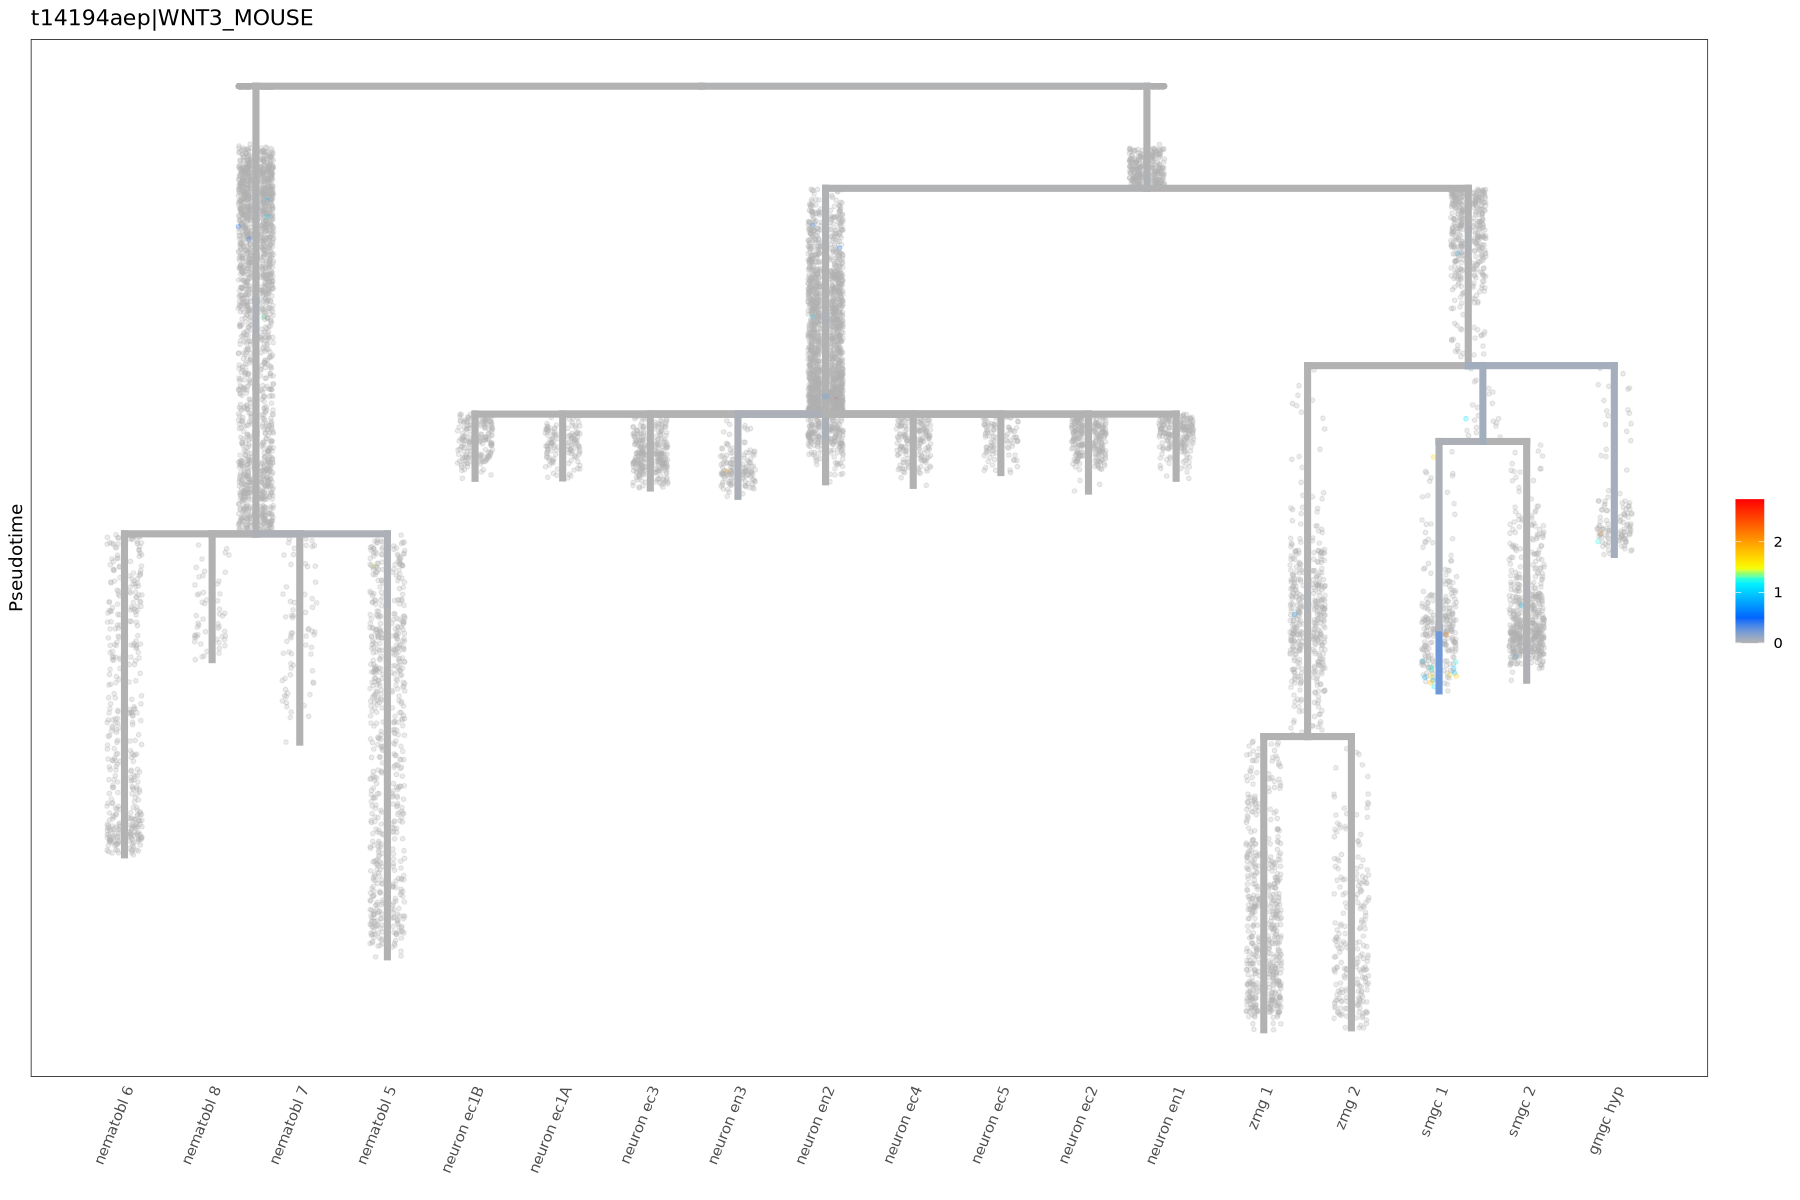 t14194aep|WNT3_MOUSE
Pseudotime
2
1
0
nematobl 6
nematobl 8
nematobl 7
nematobl 5
neuron ec1B
neuron ec1A
neuron ec3
neuron en3
neuron en2
neuron ec4
neuron ec5
neuron ec2
neuron en1
zmg 1
zmg 2
smgc 1
smgc 2
gmgc hyp